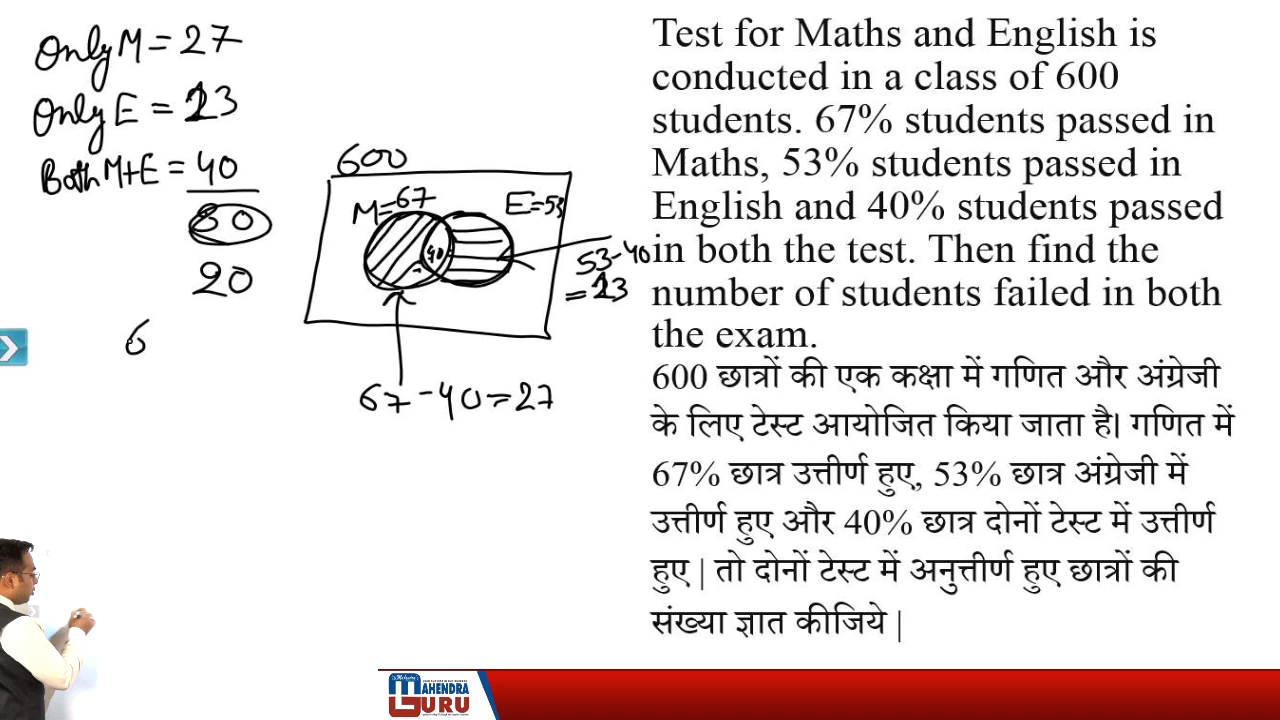 Only M = 27
Only E = 13
Both M+E = 40
80
20
6
600
M=67
E=53
40
53-40
= 13
67-40=27
Test for Maths and English is
conducted in a class of 600
students. 67% students passed in
Maths, 53% students passed in
English and 40% students passed
in both the test. Then find the
number of students failed in both
the exam.
600 छात्रों की एक कक्षा में गणित और अंग्रेजी
के लिए टेस्ट आयोजित किया जाता है। गणित में
67% छात्र उत्तीर्ण हुए, 53% छात्र अंग्रेजी में
उत्तीर्ण हुए और 40% छात्र दोनों टेस्ट में उत्तीर्ण
हुए | तो दोनों टेस्ट में अनुत्तीर्ण हुए छात्रों की
संख्या ज्ञात कीजिये |
MAHENDRA
GURU